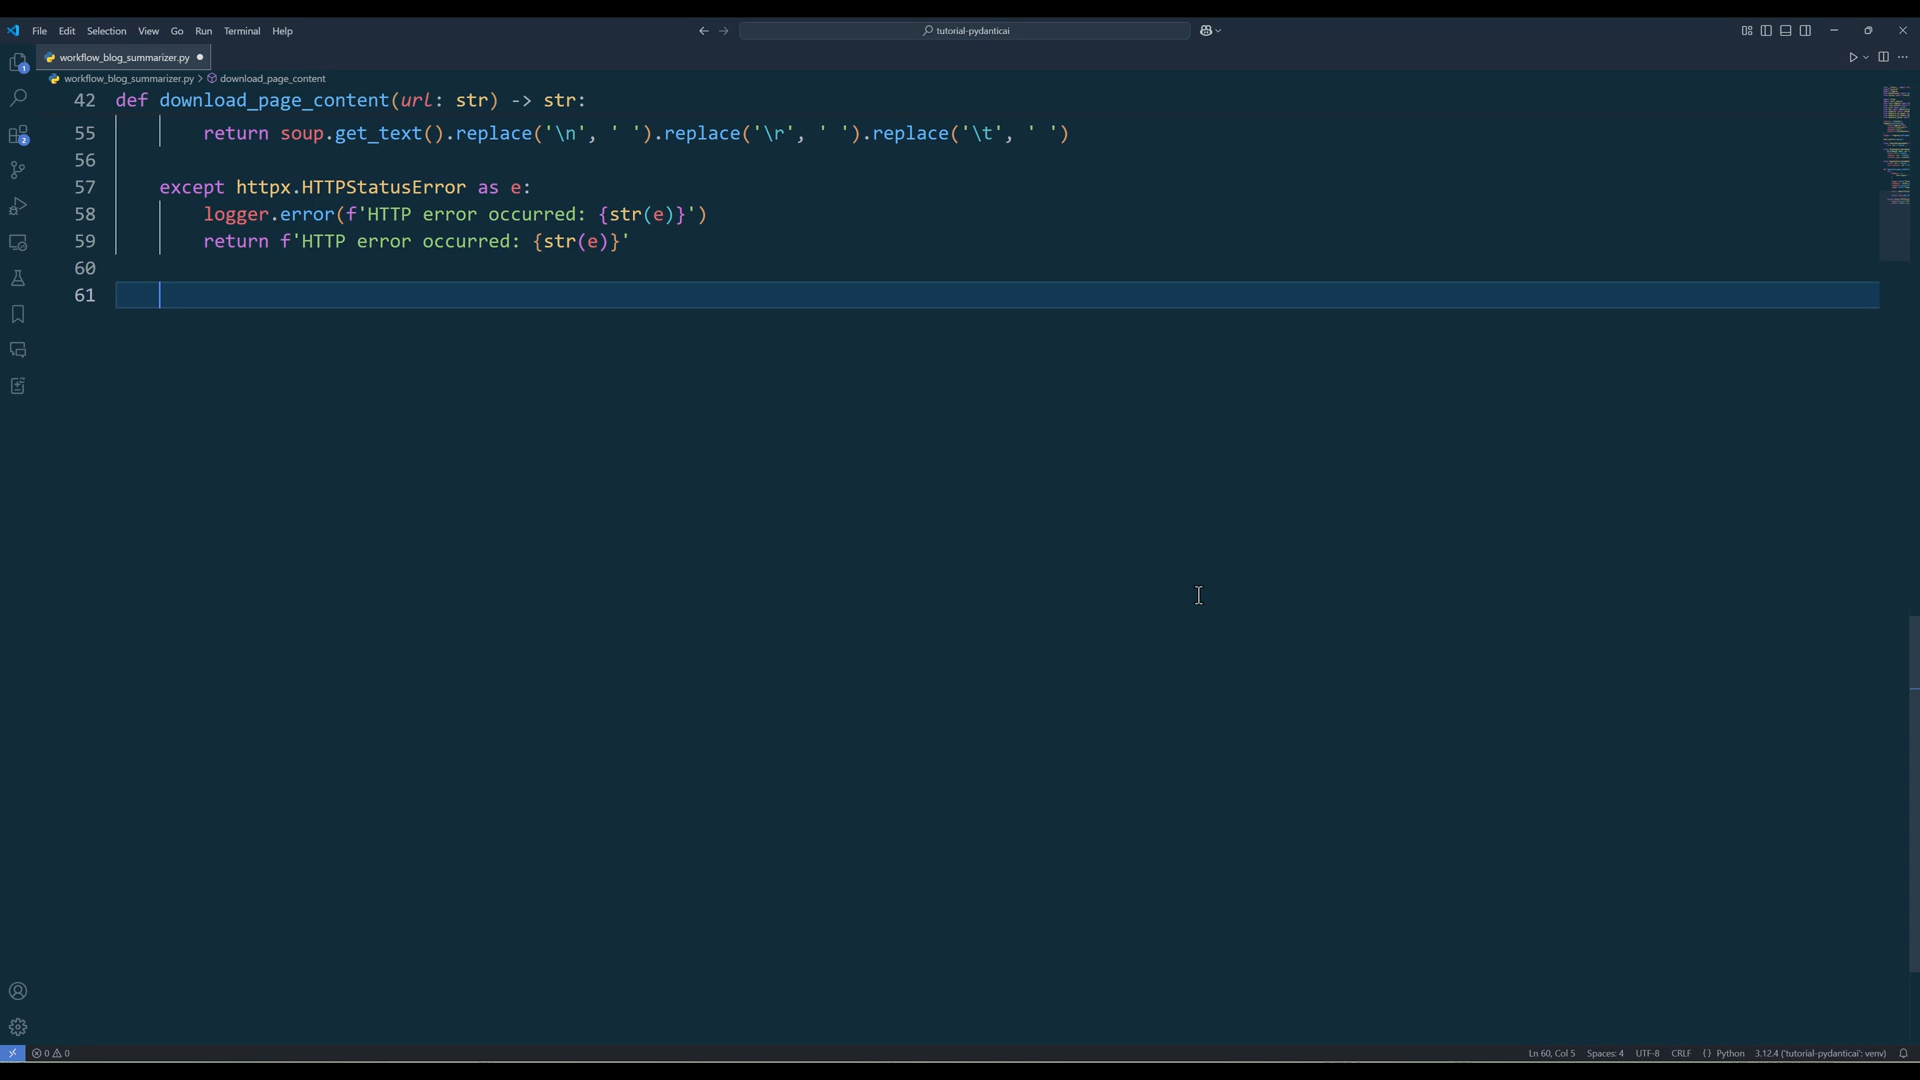 File Edit Selection View Go Run Terminal Help
tutorial-pydanticai
workflow_blog_summarizer.py
workflow_blog_summarizer.py > download_page_content
42 def download_page_content(url: str) -> str:
55 return soup.get_text().replace('\n', ' ').replace('\r', ' ').replace('\t', ' ')
56
57 except httpx.HTTPStatusError as e:
58 logger.error(f'HTTP error occurred: {str(e)}')
59 return f'HTTP error occurred: {str(e)}'
60
61
1
2
0 0 Ln 60, Col 5 Spaces: 4 UTF-8 CRLF {} Python 3.12.4 ('tutorial-pydanticai': venv)